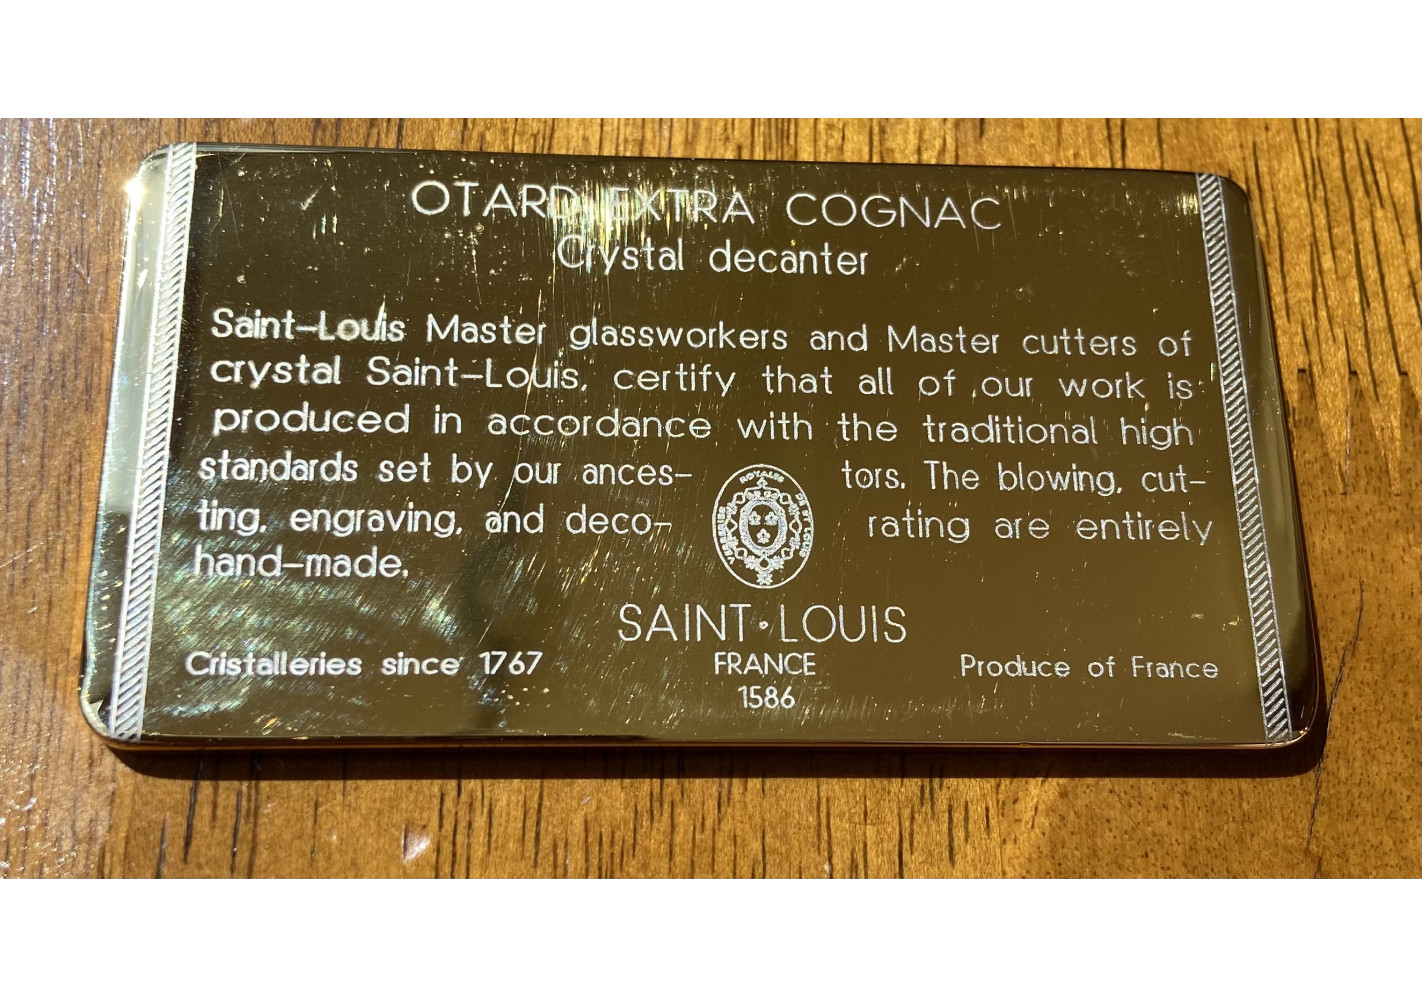 OTARD EXTRA COGNAC
Crystal decanter
Saint-Louis Master glassworkers and Master cutters of
crystal Saint-Louis, certify that all of our work is
produced in accordance with the traditional high
standards set by our ances- tors. The blowing, cut-
ting, engraving, and deco- rating are entirely
hand-made.
SAINT·LOUIS
Cristalleries since 1767 FRANCE Produce of France
1586